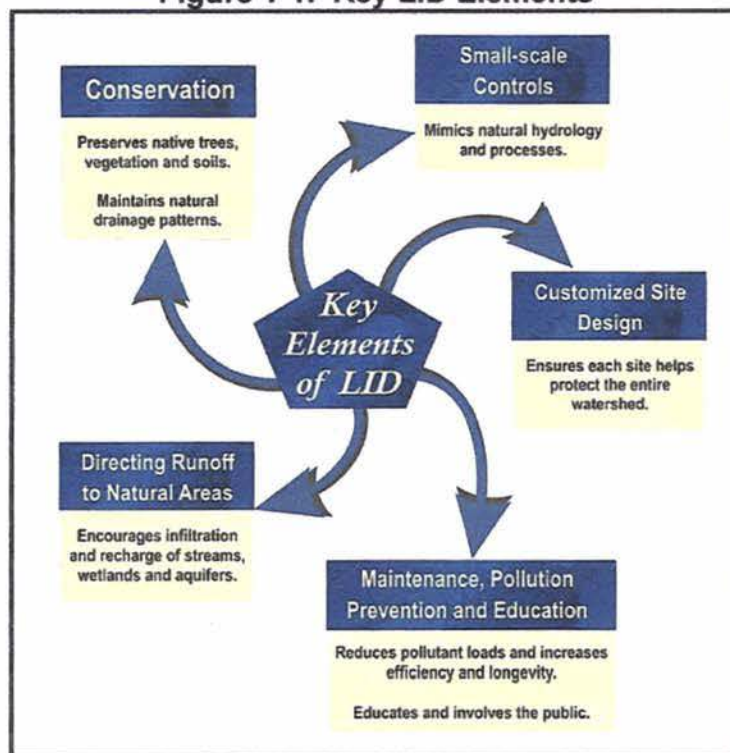 Key LID Elements
Conservation
Preserves native trees,
vegetation and soils.
Maintains natural
drainage patterns.
Small-scale
Controls
Mimics natural hydrology
and processes.
Key
Elements
of LID
Customized Site
Design
Ensures each site helps
protect the entire
watershed.
Directing Runoff
to Natural Areas
Encourages infiltration
and recharge of streams,
wetlands and aquifers.
Maintenance, Pollution
Prevention and Education
Reduces pollutant loads and increases
efficiency and longevity.
Educates and involves the public.